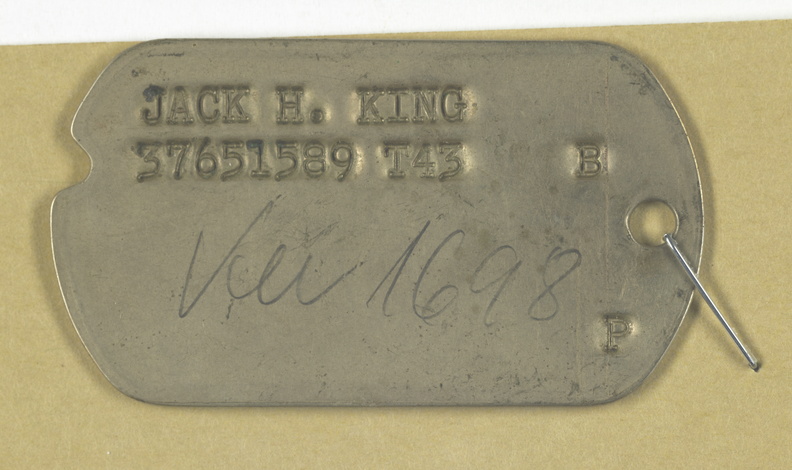 JACK H. KING
37651589 T43 B
1698
P